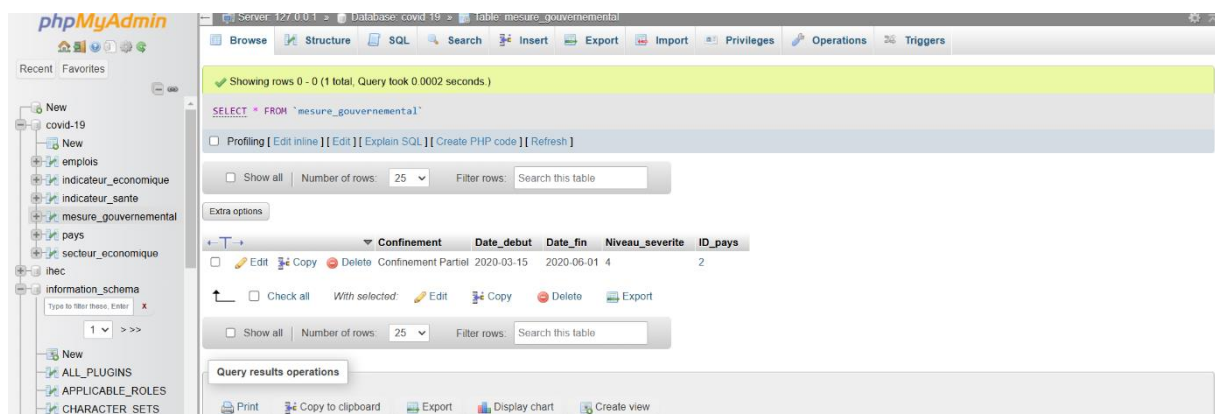 phpMyAdmin
Recent Favorites
New
covid-19
New
emplois
indicateur_economique
indicateur_sante
mesure_gouvernemental
pays
secteur_economique
ihec
information_schema
Type to filter these, Enter X
1 > >>
New
ALL_PLUGINS
APPLICABLE_ROLES
CHARACTER_SETS
Server: 127.0.0.1 » Database: covid-19 » Table: mesure_gouvernemental
Browse Structure SQL Search Insert Export Import Privileges Operations Triggers
Showing rows 0 - 0 (1 total, Query took 0.0002 seconds.)
SELECT * FROM `mesure_gouvernemental`
Profiling [ Edit inline ] [ Edit ] [ Explain SQL ] [ Create PHP code ] [ Refresh ]
Show all Number of rows: 25 Filter rows: Search this table
Extra options
←T→ Confinement Date_debut Date_fin Niveau_severite ID_pays
Edit Copy Delete Confinement Partiel 2020-03-15 2020-06-01 4 2
Check all With selected: Edit Copy Delete Export
Show all Number of rows: 25 Filter rows: Search this table
Query results operations
Print Copy to clipboard Export Display chart Create view